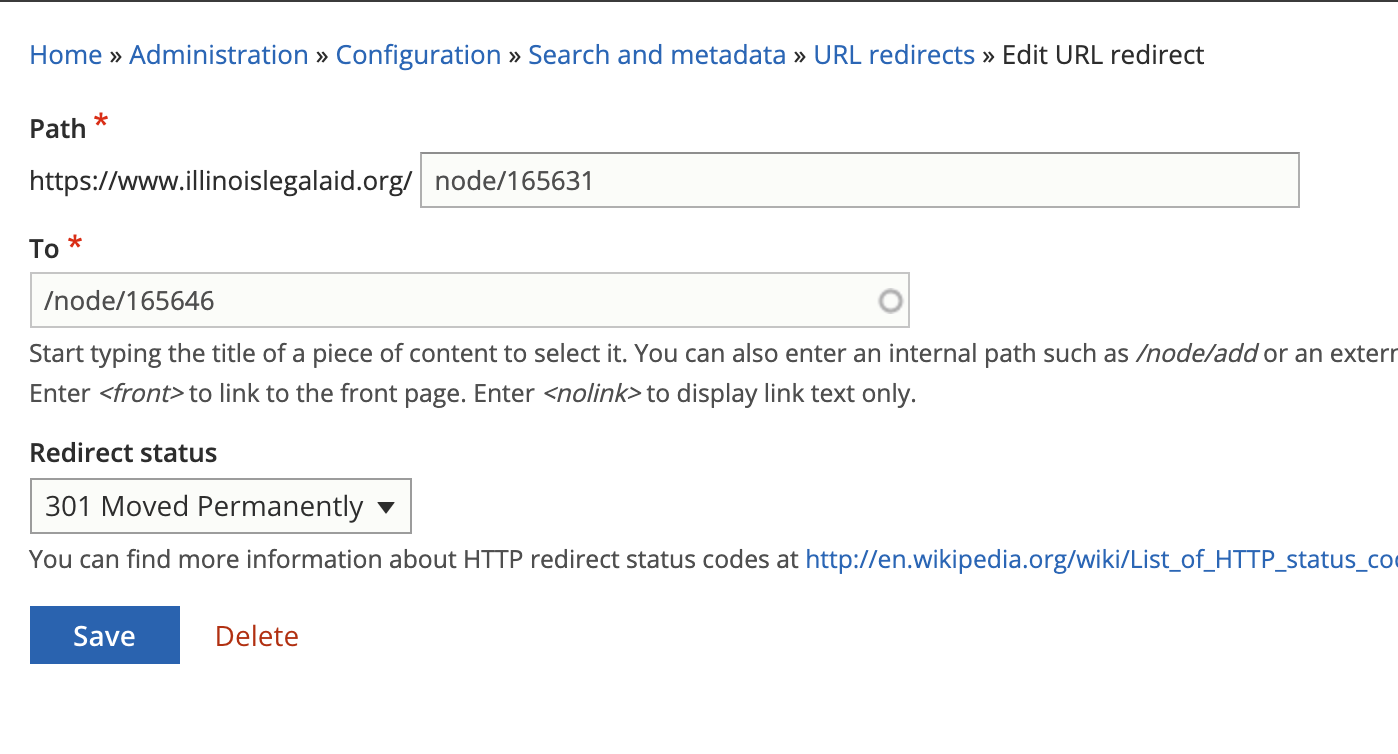 Home » Administration » Configuration » Search and metadata » URL redirects » Edit URL redirect
Path *
https://www.illinoislegalaid.org/ node/165631
To *
/node/165646
Start typing the title of a piece of content to select it. You can also enter an internal path such as /node/add or an extern
Enter <front> to link to the front page. Enter <nolink> to display link text only.
Redirect status
301 Moved Permanently
You can find more information about HTTP redirect status codes at http://en.wikipedia.org/wiki/List_of_HTTP_status_co
Save Delete